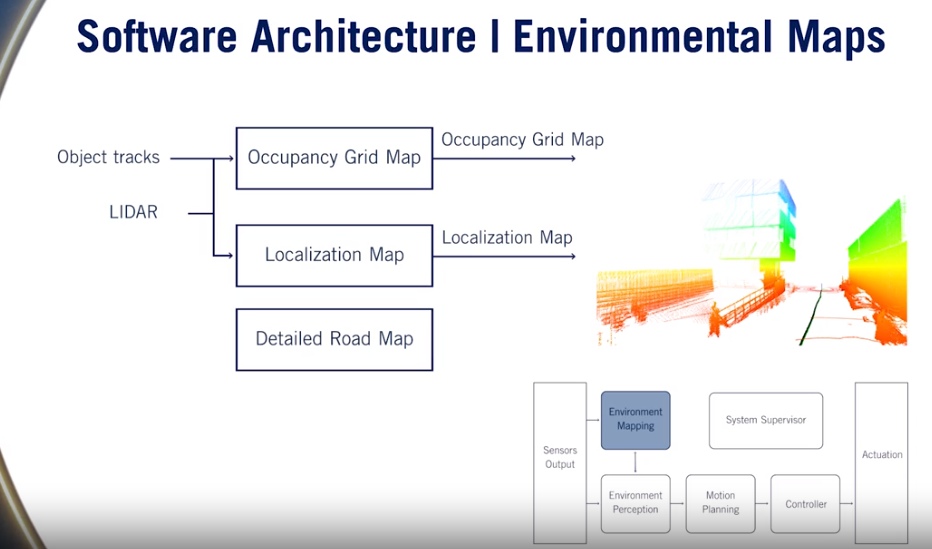 Software Architecture | Environmental Maps
Object tracks
LIDAR
Occupancy Grid Map
Occupancy Grid Map
Localization Map
Localization Map
Detailed Road Map
Sensors
Output
Environment
Mapping
System Supervisor
Environment
Perception
Motion
Planning
Controller
Actuation